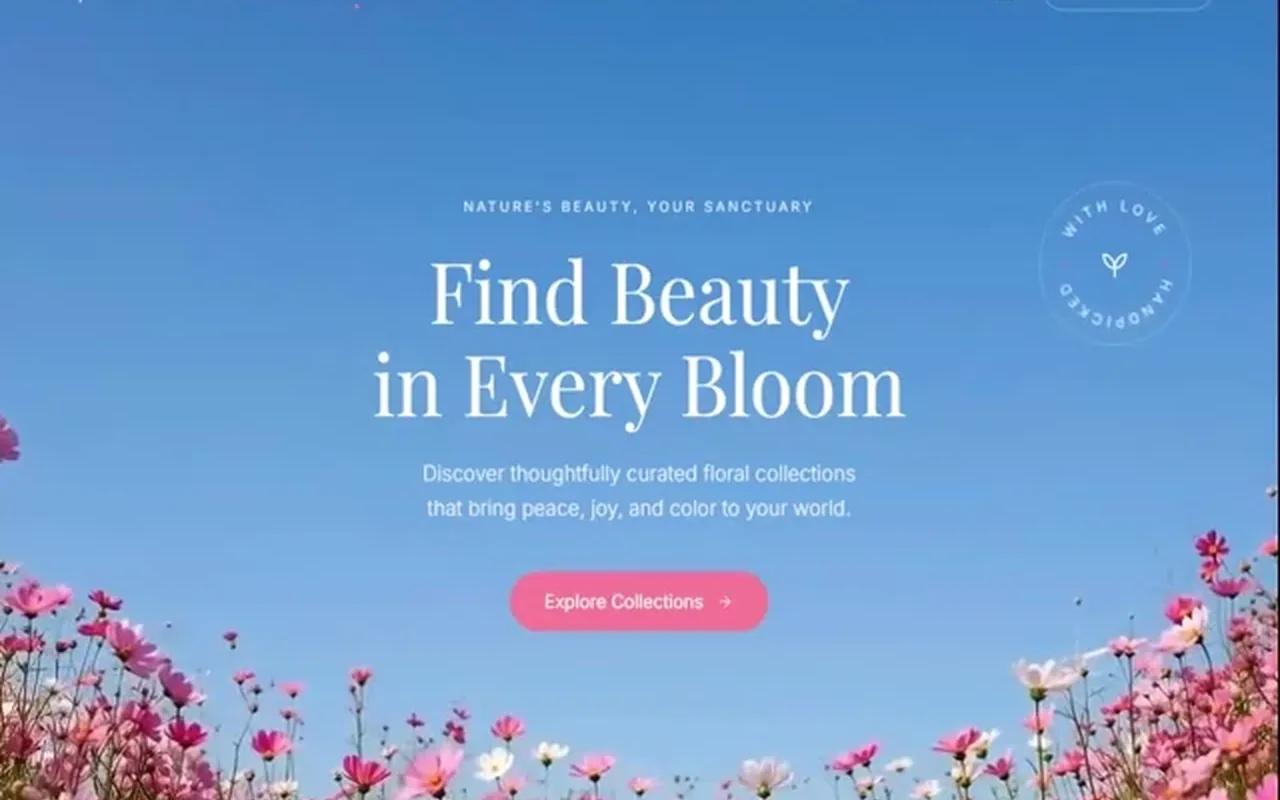 NATURE'S BEAUTY, YOUR SANCTUARY
WITH LOVE
HANDPICKED
Find Beauty
in Every Bloom
Discover thoughtfully curated floral collections
that bring peace, joy, and color to your world.
Explore Collections →